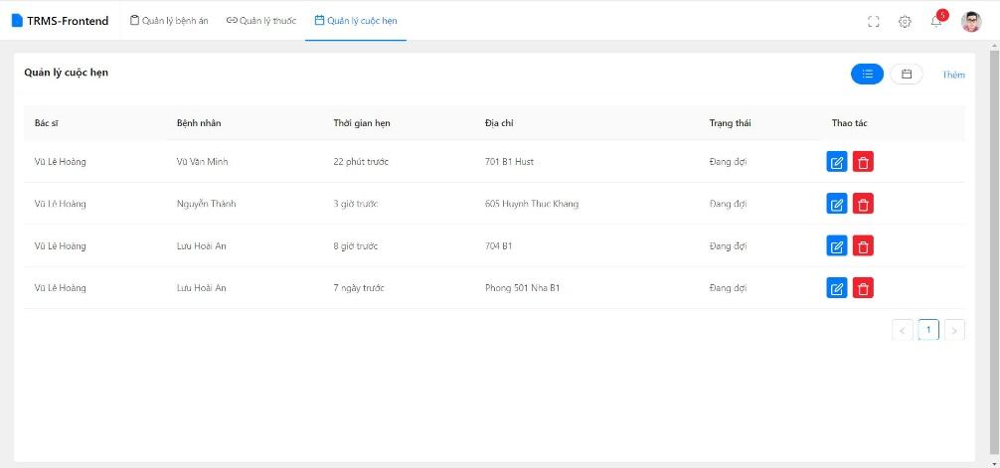 TRMS-Frontend Quản lý bệnh án Quản lý thuốc Quản lý cuộc hẹn 5
Quản lý cuộc hẹn Thêm
Bác sĩ Bệnh nhân Thời gian hẹn Địa chỉ Trạng thái Thao tác
Vũ Lê Hoàng Vũ Văn Minh 22 phút trước 701 B1 Hust Đang đợi
Vũ Lê Hoàng Nguyễn Thành 3 giờ trước 605 Huynh Thuc Khang Đang đợi
Vũ Lê Hoàng Lưu Hoài An 8 giờ trước 704 B1 Đang đợi
Vũ Lê Hoàng Lưu Hoài An 7 ngày trước Phong 501 Nha B1 Đang đợi
1